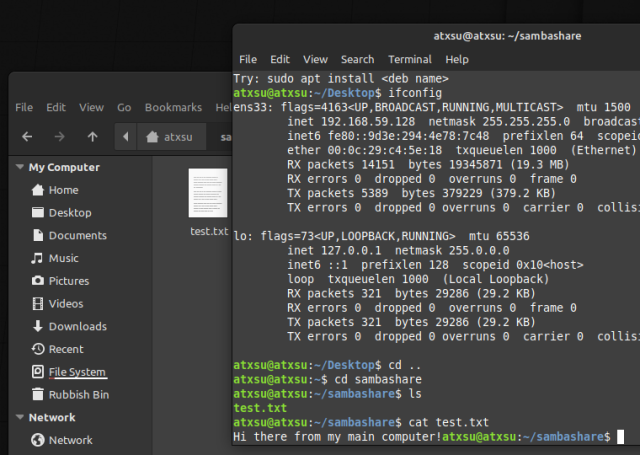 atxsu@atxsu: ~/sambashare
File Edit View Search Terminal Help
Try: sudo apt install <deb name>
atxsu@atxsu:~/Desktop$ ifconfig
ens33: flags=4163<UP,BROADCAST,RUNNING,MULTICAST> mtu 1500
inet 192.168.59.128 netmask 255.255.255.0 broadcast
inet6 fe80::9d3e:294:4e78:7c48 prefixlen 64 scopeid
ether 00:0c:29:c4:5e:18 txqueuelen 1000 (Ethernet)
RX packets 14151 bytes 19345871 (19.3 MB)
RX errors 0 dropped 0 overruns 0 frame 0
TX packets 5389 bytes 379229 (379.2 KB)
TX errors 0 dropped 0 overruns 0 carrier 0 collisi
lo: flags=73<UP,LOOPBACK,RUNNING> mtu 65536
inet 127.0.0.1 netmask 255.0.0.0
inet6 ::1 prefixlen 128 scopeid 0x10<host>
loop txqueuelen 1000 (Local Loopback)
RX packets 321 bytes 29286 (29.2 KB)
RX errors 0 dropped 0 overruns 0 frame 0
TX packets 321 bytes 29286 (29.2 KB)
TX errors 0 dropped 0 overruns 0 carrier 0 collisi
atxsu@atxsu:~/Desktop$ cd ..
atxsu@atxsu:~$ cd sambashare
atxsu@atxsu:~/sambashare$ ls
test.txt
atxsu@atxsu:~/sambashare$ cat test.txt
Hi there from my main computer!atxsu@atxsu:~/sambashare$
File Edit View Go Bookmarks Hel
atxsu sa
My Computer
Home
Desktop
Documents
Music
Pictures
Videos
Downloads
Recent
File System
Rubbish Bin
Network
Network
test.txt